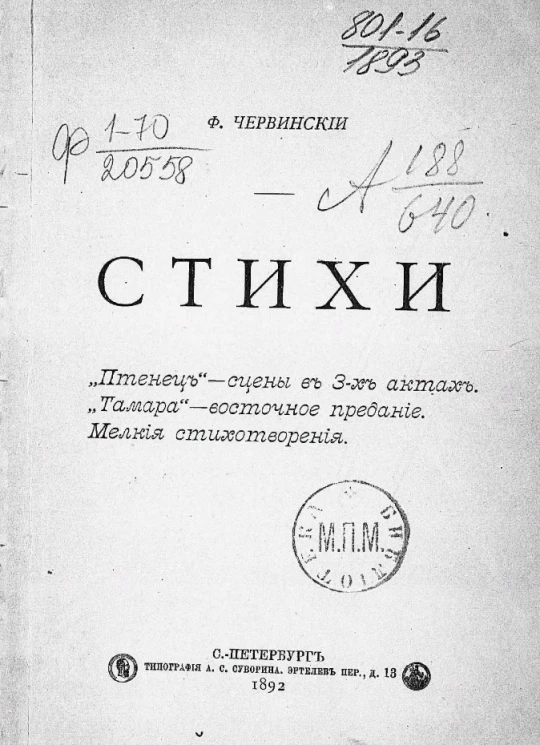 801-16
1893
Ф. ЧЕРВИНСКІЙ
Ф 1-70
20558
А 188
640.
СТИХИ
„Птенецъ“—сцены въ 3-хъ актахъ.
„Тамара“—восточное преданіе.
Мелкія стихотворенія.
БИБЛІОТЕКА
М.П.М.
С.-ПЕТЕРБУРГЪ
ТИПОГРАФІЯ А. С. СУВОРИНА. ЭРТЕЛЕВЪ ПЕР., Д. 13
1892